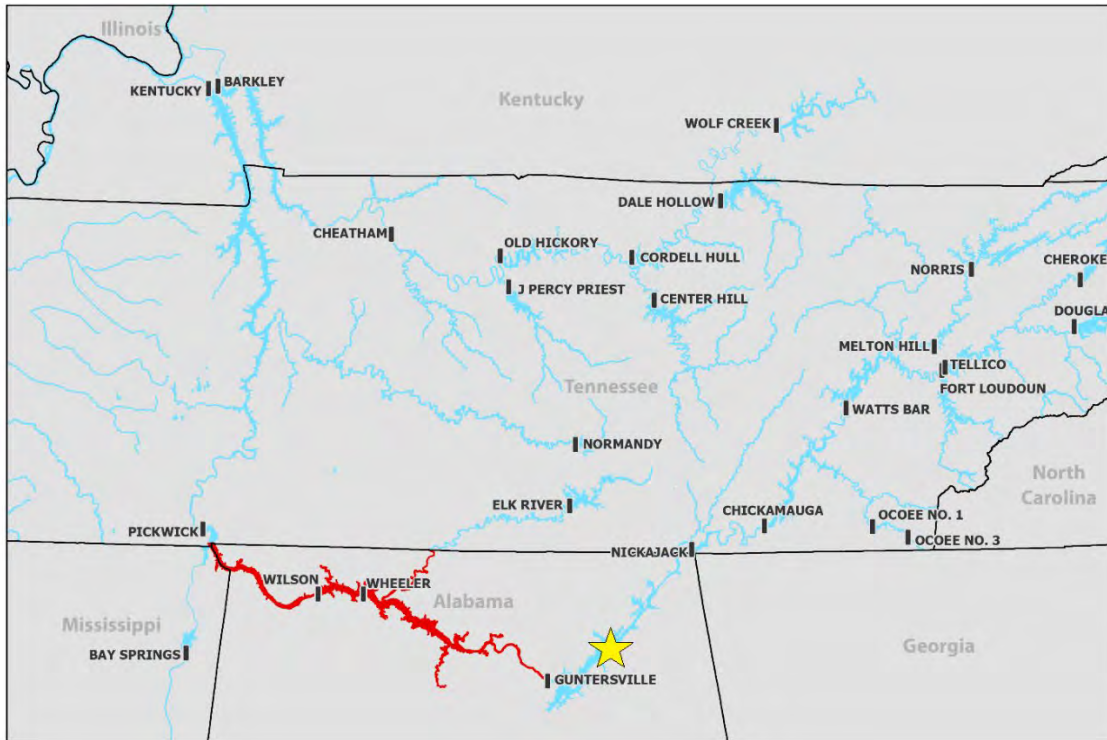 Illinois
KENTUCKY
BARKLEY
Kentucky
WOLF CREEK
DALE HOLLOW
CHEATHAM
OLD HICKORY
CORDELL HULL
NORRIS
CHEROKE
J PERCY PRIEST
CENTER HILL
DOUGLA
MELTON HILL
TELLICO
Tennessee
FORT LOUDOUN
WATTS BAR
NORMANDY
North
Carolina
ELK RIVER
CHICKAMAUGA
OCOEE NO. 1
PICKWICK
OCOEE NO. 3
NICKAJACK
WILSON
WHEELER
Alabama
Mississippi
Georgia
BAY SPRINGS
GUNTERSVILLE